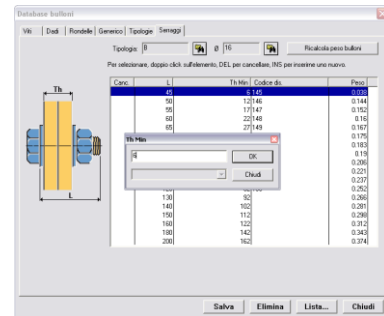 Database bulloni
Viti Dadi Rondelle Generico Tipologie Serraggi
Tipologia: B Ø 16 Ricalcola peso bulloni
Per selezionare, doppio click sull'elemento, DEL per cancellare, INS per inserirne uno nuovo.
Canc. L Th Min Codice dis. Peso
45 6 145 0.038
50 12 146 0.144
55 17 147 0.152
60 22 148 0.16
65 27 149 0.167
0.175
0.183
0.19
0.206
0.221
0.237
0.252
130 92 0.266
140 102 0.281
150 112 0.298
160 122 0.312
180 142 0.343
200 162 0.374
Th
L
Th Min
6 OK
Chiudi
Salva Elimina Lista... Chiudi